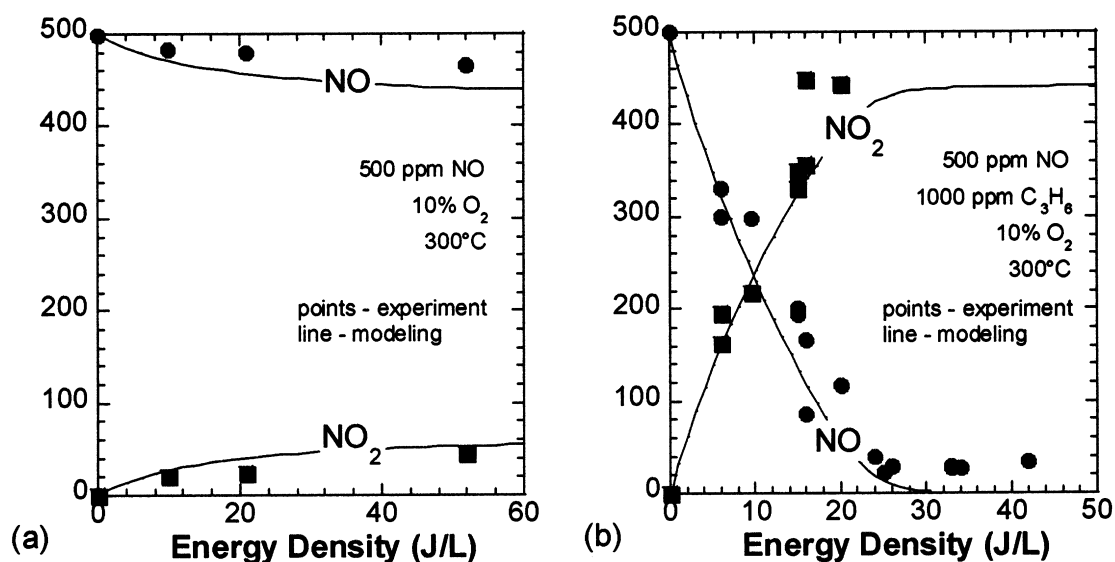 500
400
300
200
100
0
0
20
40
60
NO
500 ppm NO
10% O₂
300°C
points - experiment
line - modeling
NO₂
(a)
Energy Density (J/L)
500
400
300
200
100
0
0
10
20
30
40
50
NO₂
500 ppm NO
1000 ppm C₃H₆
10% O₂
300°C
points - experiment
line - modeling
NO
(b)
Energy Density (J/L)